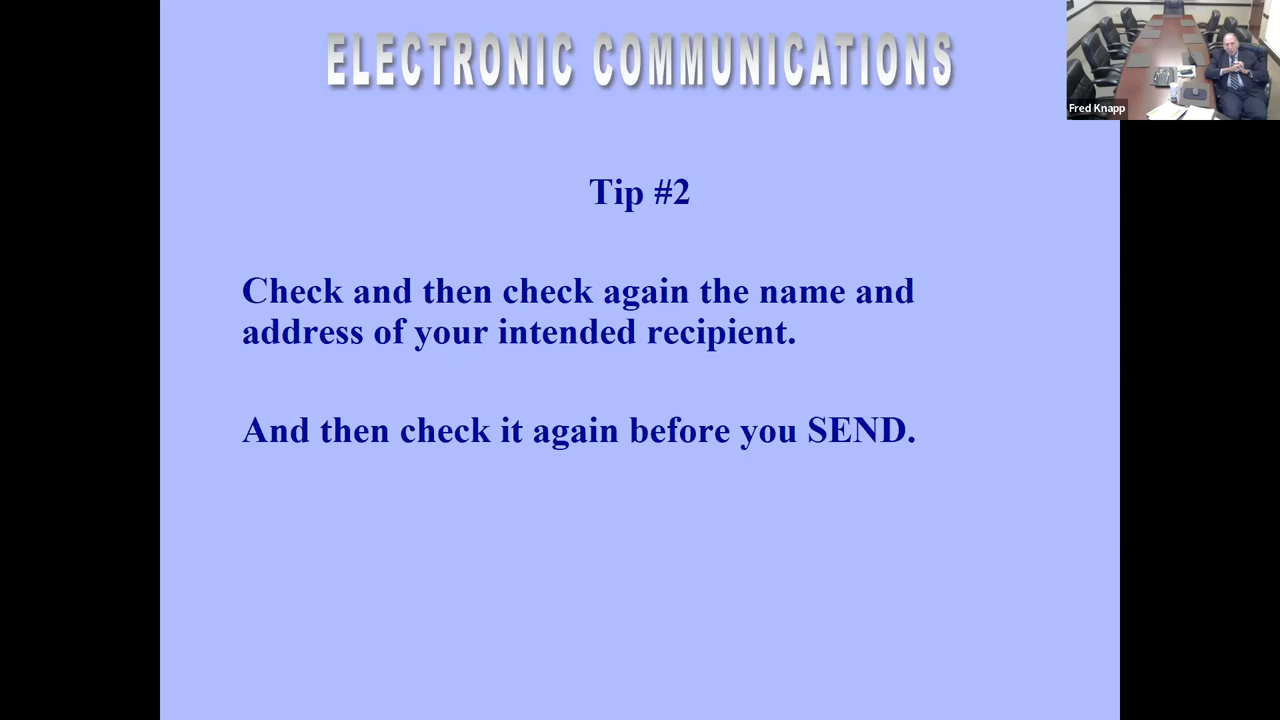 ELECTRONIC COMMUNICATIONS
Fred Knapp
Tip #2
Check and then check again the name and
address of your intended recipient.
And then check it again before you SEND.